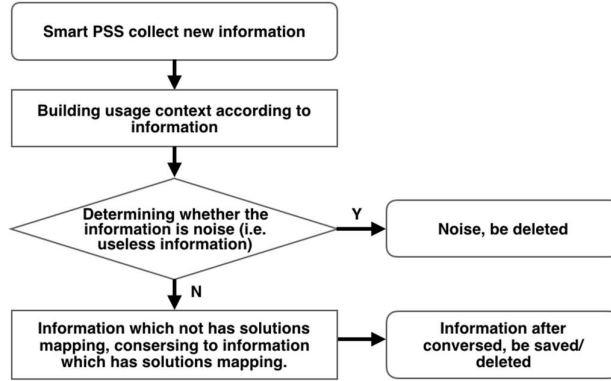 Smart PSS collect new information
Building usage context according to
information
Determining whether the
information is noise (i.e.
useless information)
Y
Noise, be deleted
N
Information which not has solutions
mapping, consersing to information
which has solutions mapping.
Information after
conversed, be saved/
deleted